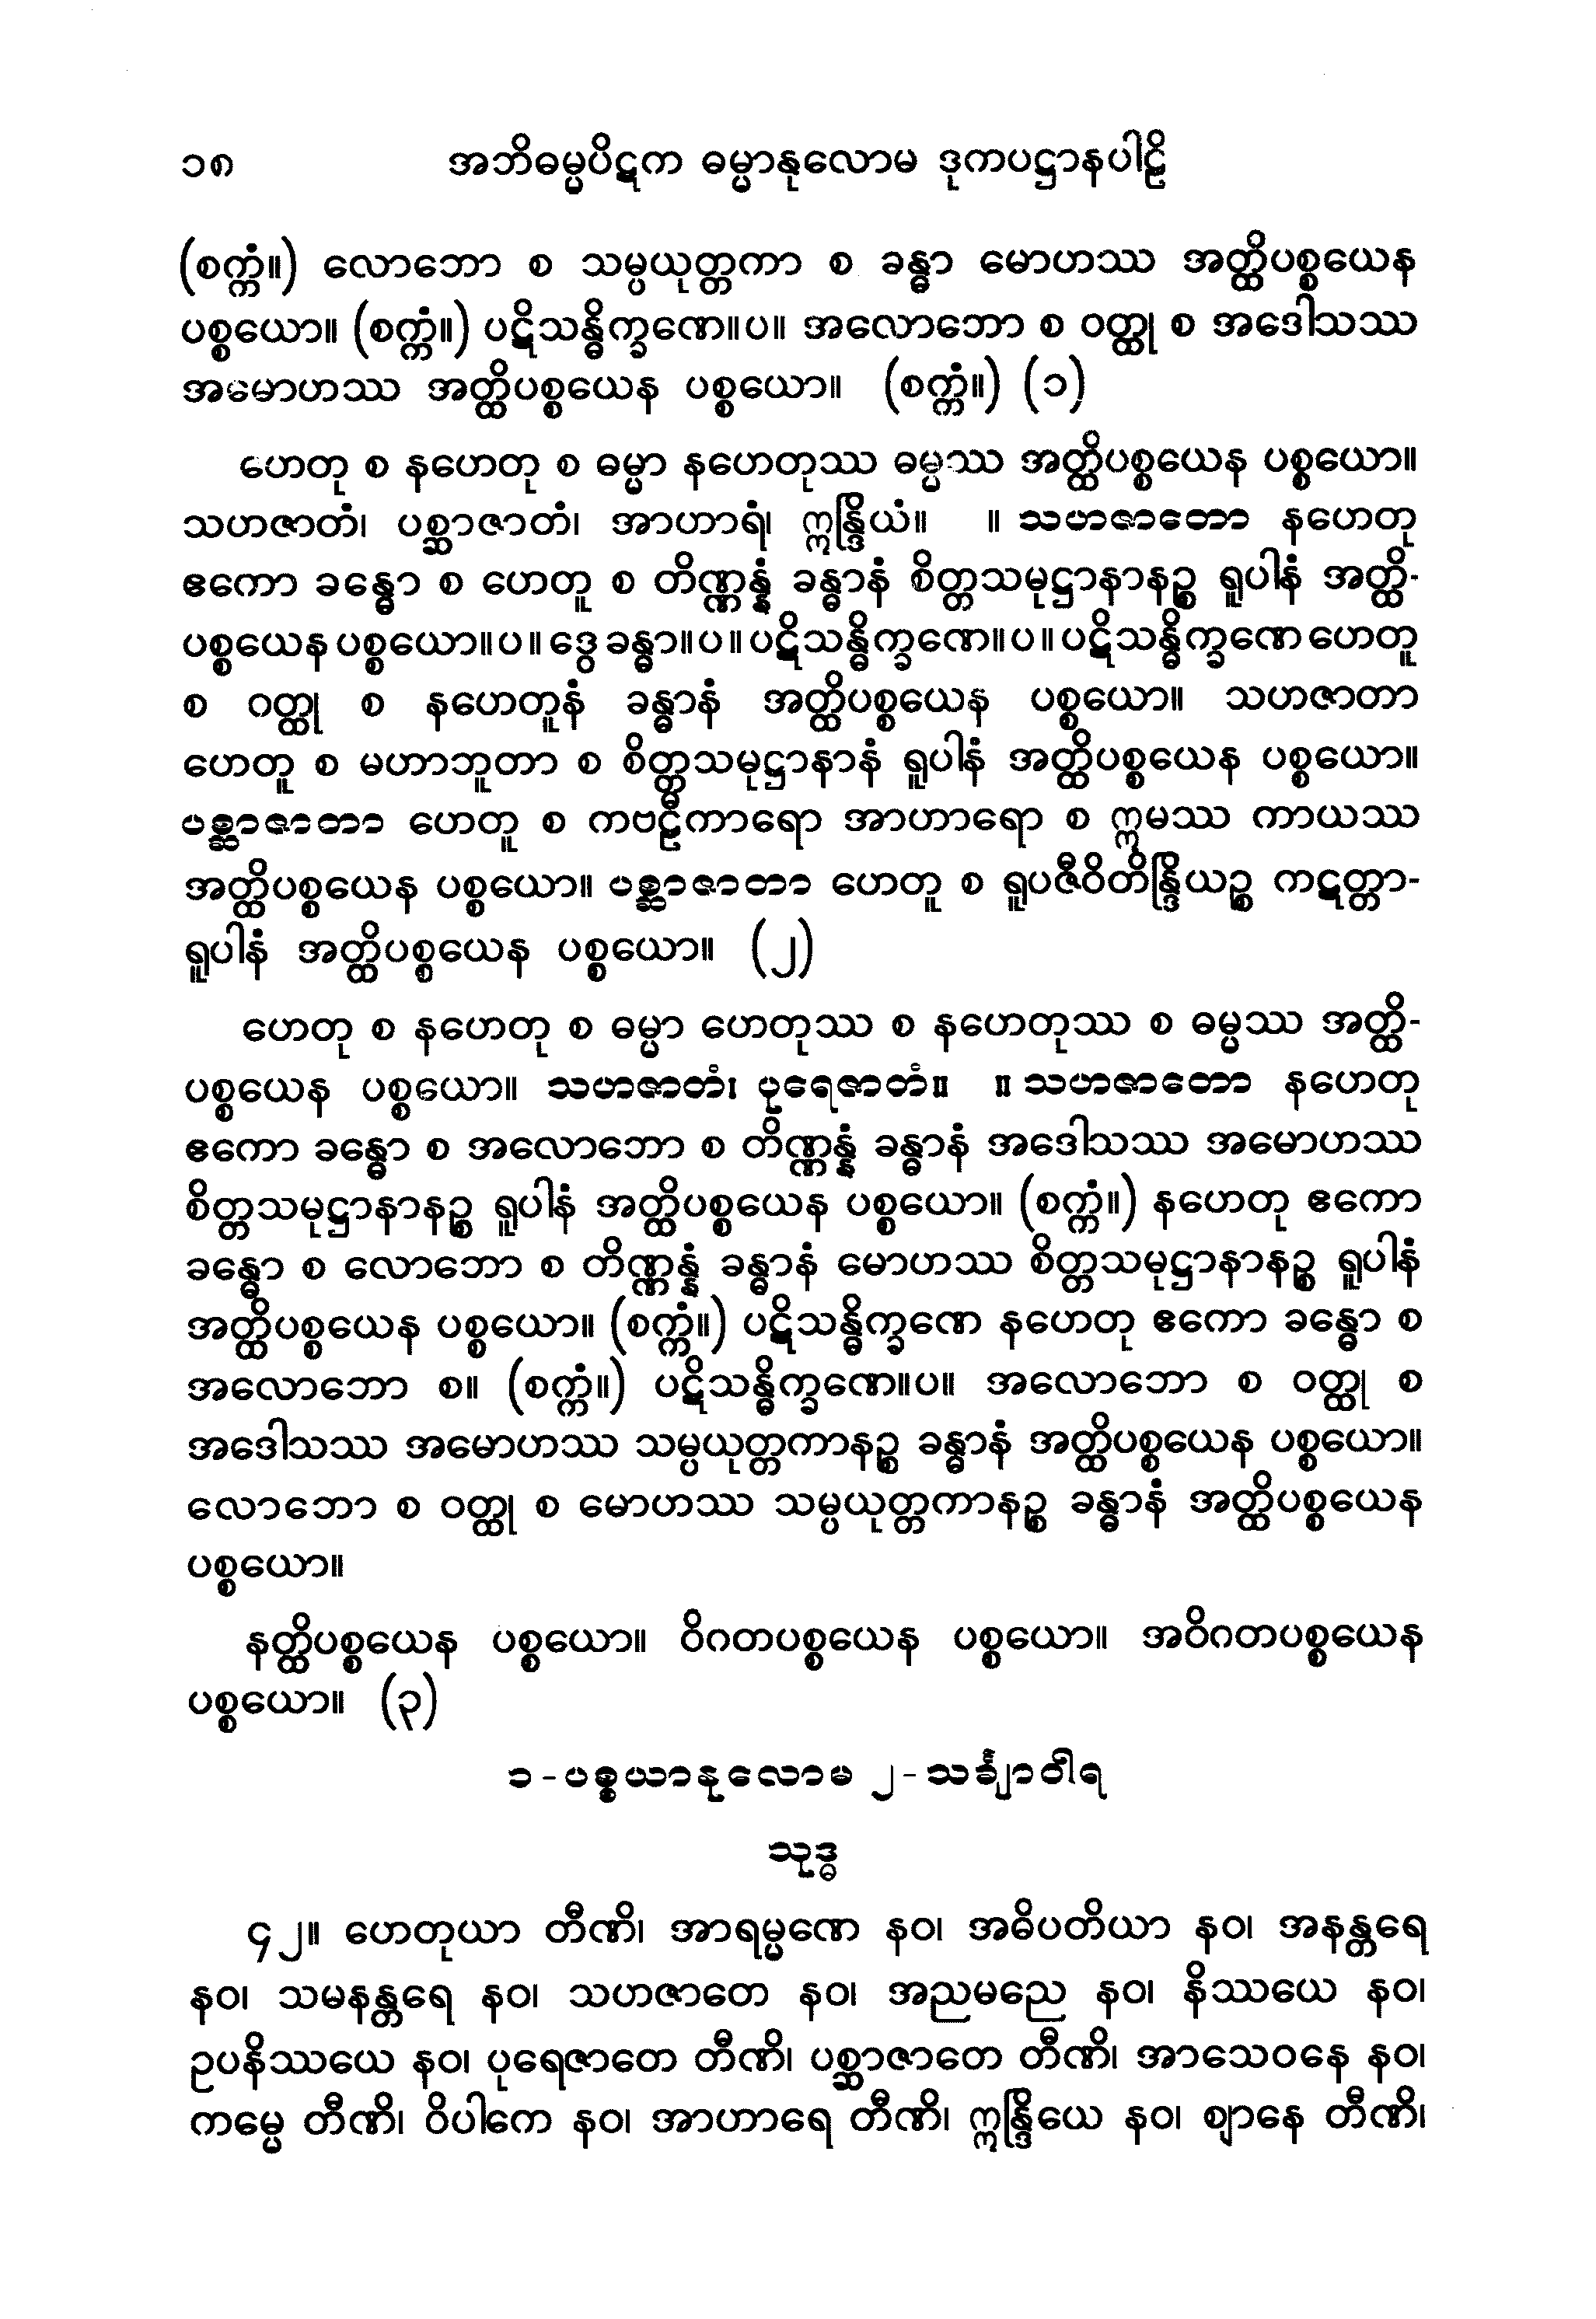 ၁၈ အဘိဓမ္မပိဋက ဓမ္မာနုလောမ ဒုကပဋ္ဌာနပါဠိ
(စက္ကံ။) လောဘော စ သမ္ပယုတ္တကာ စ ခန္ဓာ မောဟဿ အတ္ထိပစ္စယေန
ပစ္စယော။ (စက္ကံ။) ပဋိသန္ဓိက္ခဏေ။ပ။ အလောဘော စ ဝတ္ထု စ အဒေါသဿ
အမောဟဿ အတ္ထိပစ္စယေန ပစ္စယော။ (စက္ကံ။) (၁)
ဟေတု စ နဟေတု စ ဓမ္မာ နဟေတုဿ ဓမ္မဿ အတ္ထိပစ္စယေန ပစ္စယော။
သဟဇာတံ၊ ပစ္ဆာဇာတံ၊ အာဟာရံ၊ ဣန္ဒြိယံ။ ။ သဟဇာတော နဟေတု
ဧကော ခန္ဓော စ ဟေတူ စ တိဏ္ဏန္နံ ခန္ဓာနံ စိတ္တသမုဋ္ဌာနာနဉ္စ ရူပါနံ အတ္ထိ-
ပစ္စယေန ပစ္စယော။ပ။ ဒွေ ခန္ဓာ။ပ။ ပဋိသန္ဓိက္ခဏေ။ပ။ ပဋိသန္ဓိက္ခဏေ ဟေတူ
စ ဝတ္ထု စ နဟေတူနံ ခန္ဓာနံ အတ္ထိပစ္စယေန ပစ္စယော။ သဟဇာတာ
ဟေတူ စ မဟာဘူတာ စ စိတ္တသမုဋ္ဌာနာနံ ရူပါနံ အတ္ထိပစ္စယေန ပစ္စယော။
ပစ္ဆာဇာတာ ဟေတူ စ ကဗဠီကာရော အာဟာရော စ ဣမဿ ကာယဿ
အတ္ထိပစ္စယေန ပစ္စယော။ ပစ္ဆာဇာတာ ဟေတူ စ ရူပဇီဝိတိန္ဒြိယဉ္စ ကဋတ္တာ-
ရူပါနံ အတ္ထိပစ္စယေန ပစ္စယော။ (၂)
ဟေတု စ နဟေတု စ ဓမ္မာ ဟေတုဿ စ နဟေတုဿ စ ဓမ္မဿ အတ္ထိ-
ပစ္စယေန ပစ္စယော။ သဟဇာတံ၊ ပုရေဇာတံ။ ။ သဟဇာတော နဟေတု
ဧကော ခန္ဓော စ အလောဘော စ တိဏ္ဏန္နံ ခန္ဓာနံ အဒေါသဿ အမောဟဿ
စိတ္တသမုဋ္ဌာနာနဉ္စ ရူပါနံ အတ္ထိပစ္စယေန ပစ္စယော။ (စက္ကံ။) နဟေတု ဧကော
ခန္ဓော စ လောဘော စ တိဏ္ဏန္နံ ခန္ဓာနံ မောဟဿ စိတ္တသမုဋ္ဌာနာနဉ္စ ရူပါနံ
အတ္ထိပစ္စယေန ပစ္စယော။ (စက္ကံ။) ပဋိသန္ဓိက္ခဏေ နဟေတု ဧကော ခန္ဓော စ
အလောဘော စ။ (စက္ကံ။) ပဋိသန္ဓိက္ခဏေ။ပ။ အလောဘော စ ဝတ္ထု စ
အဒေါသဿ အမောဟဿ သမ္ပယုတ္တကာနဉ္စ ခန္ဓာနံ အတ္ထိပစ္စယေန ပစ္စယော။
လောဘော စ ဝတ္ထု စ မောဟဿ သမ္ပယုတ္တကာနဉ္စ ခန္ဓာနံ အတ္ထိပစ္စယေန
ပစ္စယော။
နတ္ထိပစ္စယေန ပစ္စယော။ ဝိဂတပစ္စယေန ပစ္စယော။ အဝိဂတပစ္စယေန
ပစ္စယော။ (၃)
၁-ပစ္စယာနုလောမ ၂-သင်္ချာဝါရ
သုဒ္ဓ
၄၂။ ဟေတုယာ တီဏိ၊ အာရမ္မဏေ နဝ၊ အဓိပတိယာ နဝ၊ အနန္တရေ
နဝ၊ သမနန္တရေ နဝ၊ သဟဇာတေ နဝ၊ အညမညေ နဝ၊ နိဿယေ နဝ၊
ဥပနိဿယေ နဝ၊ ပုရေဇာတေ တီဏိ၊ ပစ္ဆာဇာတေ တီဏိ၊ အာသေဝနေ နဝ၊
ကမ္မေ တီဏိ၊ ဝိပါကေ နဝ၊ အာဟာရေ တီဏိ၊ ဣန္ဒြိယေ နဝ၊ ဈာနေ တီဏိ၊